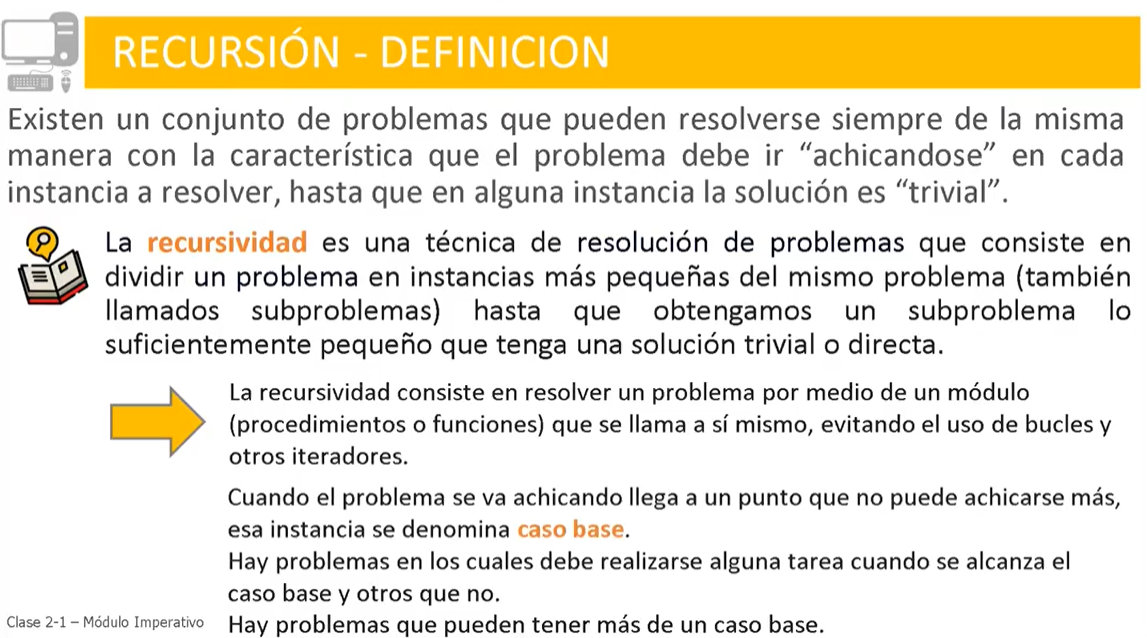 RECURSIÓN - DEFINICION
Existen un conjunto de problemas que pueden resolverse siempre de la misma
manera con la característica que el problema debe ir “achicandose” en cada
instancia a resolver, hasta que en alguna instancia la solución es “trivial”.
La recursividad es una técnica de resolución de problemas que consiste en
dividir un problema en instancias más pequeñas del mismo problema (también
llamados subproblemas) hasta que obtengamos un subproblema lo
suficientemente pequeño que tenga una solución trivial o directa.
La recursividad consiste en resolver un problema por medio de un módulo
(procedimientos o funciones) que se llama a sí mismo, evitando el uso de bucles y
otros iteradores.
Cuando el problema se va achicando llega a un punto que no puede achicarse más,
esa instancia se denomina caso base.
Hay problemas en los cuales debe realizarse alguna tarea cuando se alcanza el
caso base y otros que no.
Hay problemas que pueden tener más de un caso base.
Clase 2-1 – Módulo Imperativo